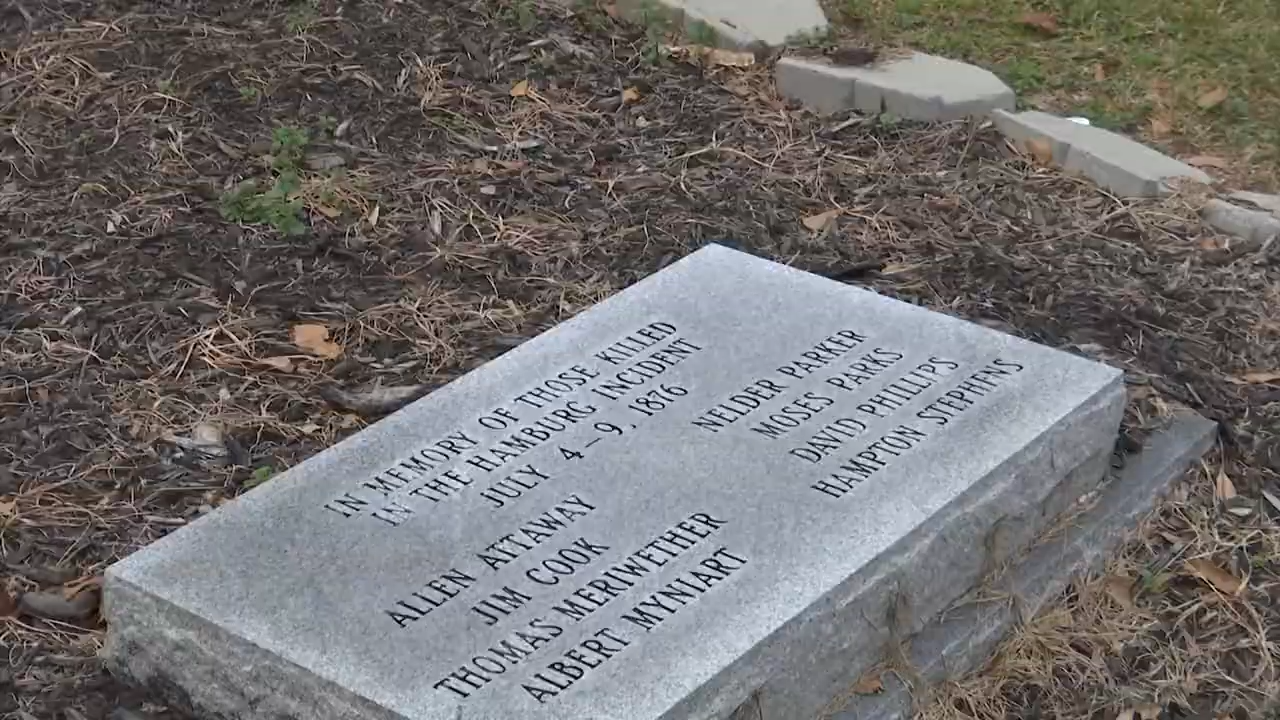 IN MEMORY OF THOSE KILLED
IN THE HAMBURG INCIDENT
JULY 4-9, 1876
ALLEN ATTAWAY
JIM COOK
THOMAS MERIWETHER
ALBERT MYNIART
NELDER PARKER
MOSES PARKS
DAVID PHILLIPS
HAMPTON STEPHENS